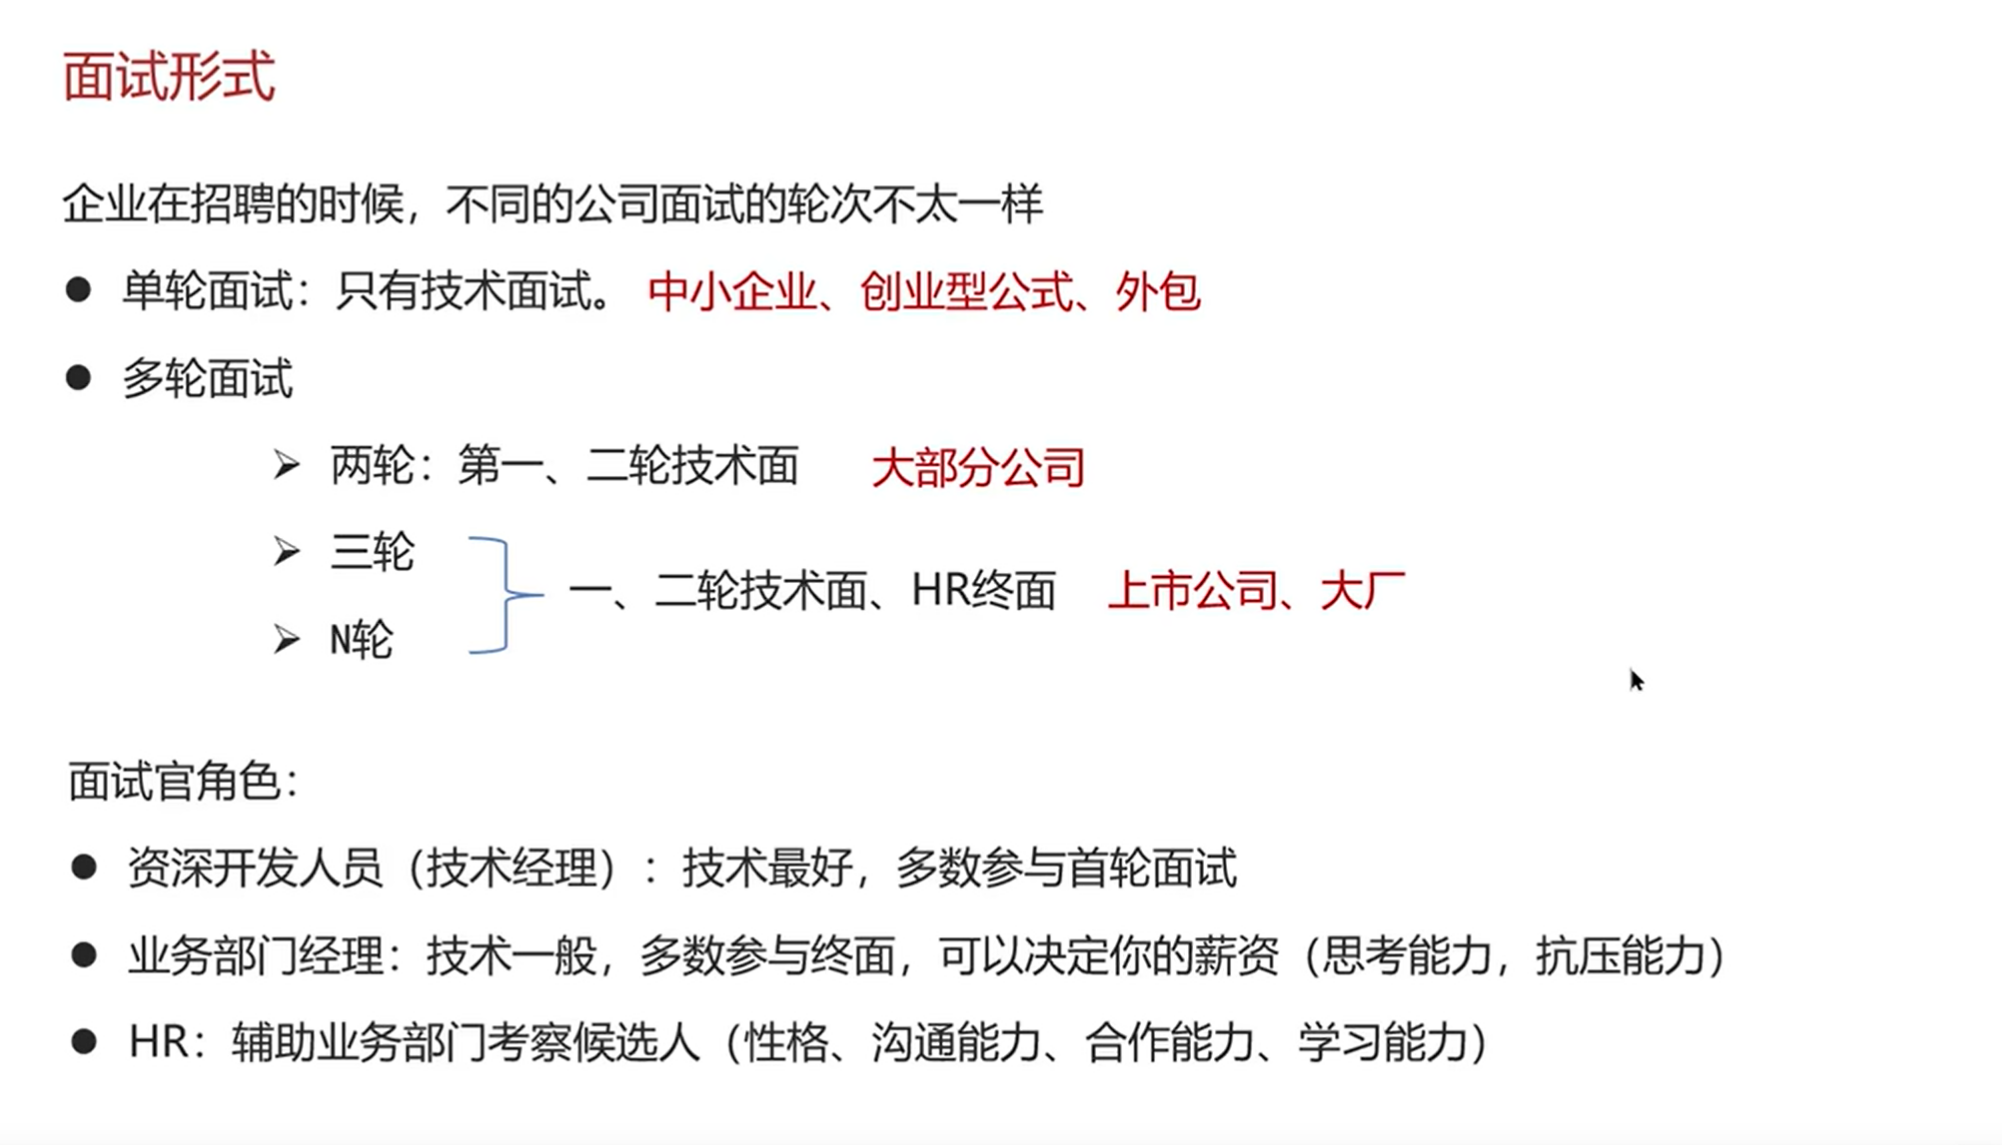 面试形式
企业在招聘的时候，不同的公司面试的轮次不太一样
● 单轮面试：只有技术面试。 中小企业、创业型公式、外包
● 多轮面试
➢ 两轮：第一、二轮技术面 大部分公司
➢ 三轮
一、二轮技术面、HR终面 上市公司、大厂
➢ N轮
面试官角色：
● 资深开发人员（技术经理）：技术最好，多数参与首轮面试
● 业务部门经理：技术一般，多数参与终面，可以决定你的薪资（思考能力，抗压能力）
● HR：辅助业务部门考察候选人（性格、沟通能力、合作能力、学习能力）